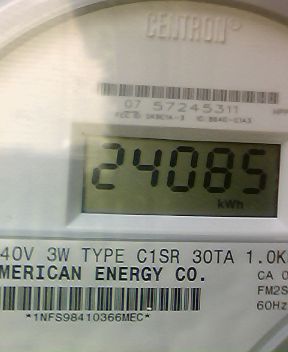 CENTRON®
07 57245311
24085
kWh
40V 3W TYPE C1SR 30TA 1.0K
MERICAN ENERGY CO.
CA 0
FM2S
60Hz
*1NFS98410366MEC*